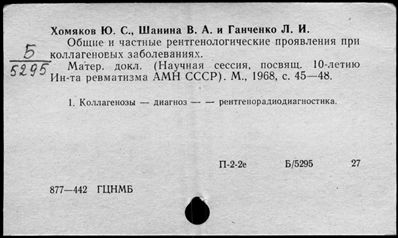 Хомяков Ю. С., Шанина В. А. и Ганченко Л. И.
Общие и частные рентгенологические проявления при
коллагеновых заболеваниях.
Б/5295
Матер. докл. (Научная сессия, посвящ. 10-летию
Ин-та ревматизма АМН СССР). М., 1968, с. 45—48.
1. Коллагенозы — диагноз — — рентгенорадиодиагностика.
П-2-2е Б/5295 27
877—442 ГЦНМБ